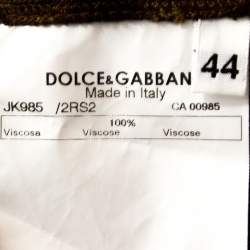 44
DOLCE&GABBAN
Made in Italy
JK985 /2RS2 CA 00985
100%
Viscosa Viscose Viscose